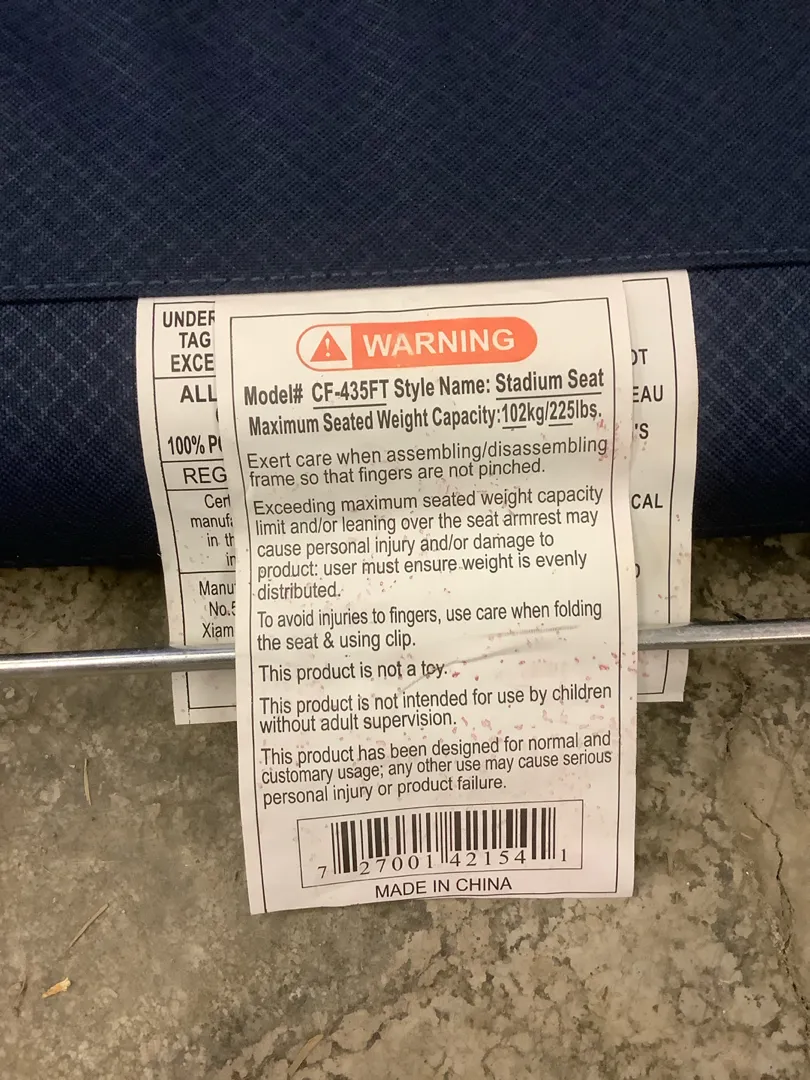 WARNING
Model# CF-435FT Style Name: Stadium Seat
Maximum Seated Weight Capacity:102kg/225lbs.
Exert care when assembling/disassembling
frame so that fingers are not pinched.
Exceeding maximum seated weight capacity
limit and/or leaning over the seat armrest may
cause personal injury and/or damage to
product: user must ensure weight is evenly
distributed.
To avoid injuries to fingers, use care when folding
the seat & using clip.
This product is not a toy.
This product is not intended for use by children
without adult supervision.
This product has been designed for normal and
customary usage; any other use may cause serious
personal injury or product failure.
7 27001 42154 1
MADE IN CHINA
UNDER
TAG
EXCE
ALL
100%
REG
in
No.
Xiam
EAU
'S
CAL